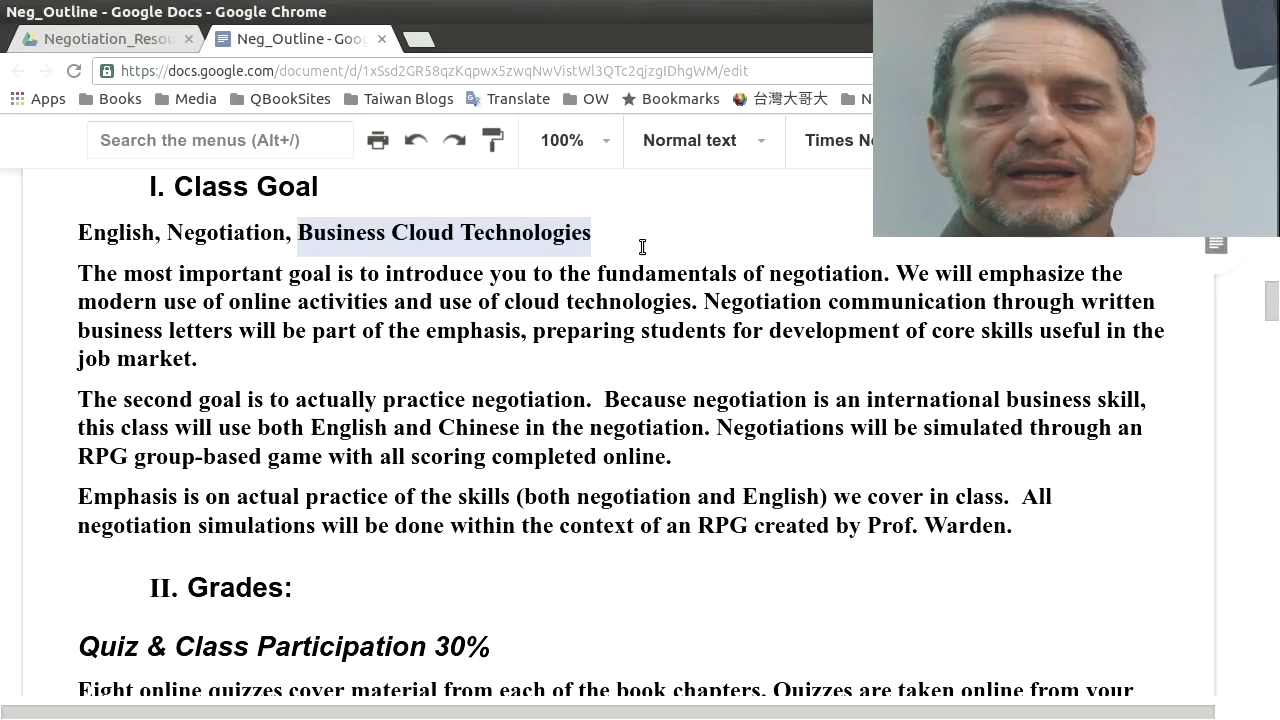 Neg_Outline - Google Docs - Google Chrome
Negotiation_Resou
Neg_Outline - Goo
https://docs.google.com/document/d/1xSsd2GR58qzKqpwx5zwqNwVistWl3QTc2qjzgIDhgWM/edit
Apps Books Media QBookSites Taiwan Blogs Translate OW Bookmarks 台灣大哥大 N
Search the menus (Alt+/) 100% Normal text Times Ne
I. Class Goal
English, Negotiation, Business Cloud Technologies
The most important goal is to introduce you to the fundamentals of negotiation. We will emphasize the
modern use of online activities and use of cloud technologies. Negotiation communication through written
business letters will be part of the emphasis, preparing students for development of core skills useful in the
job market.
The second goal is to actually practice negotiation.  Because negotiation is an international business skill,
this class will use both English and Chinese in the negotiation. Negotiations will be simulated through an
RPG group-based game with all scoring completed online.
Emphasis is on actual practice of the skills (both negotiation and English) we cover in class.  All
negotiation simulations will be done within the context of an RPG created by Prof. Warden.
II. Grades:
Quiz & Class Participation 30%
Eight online quizzes cover material from each of the book chapters. Quizzes are taken online from your